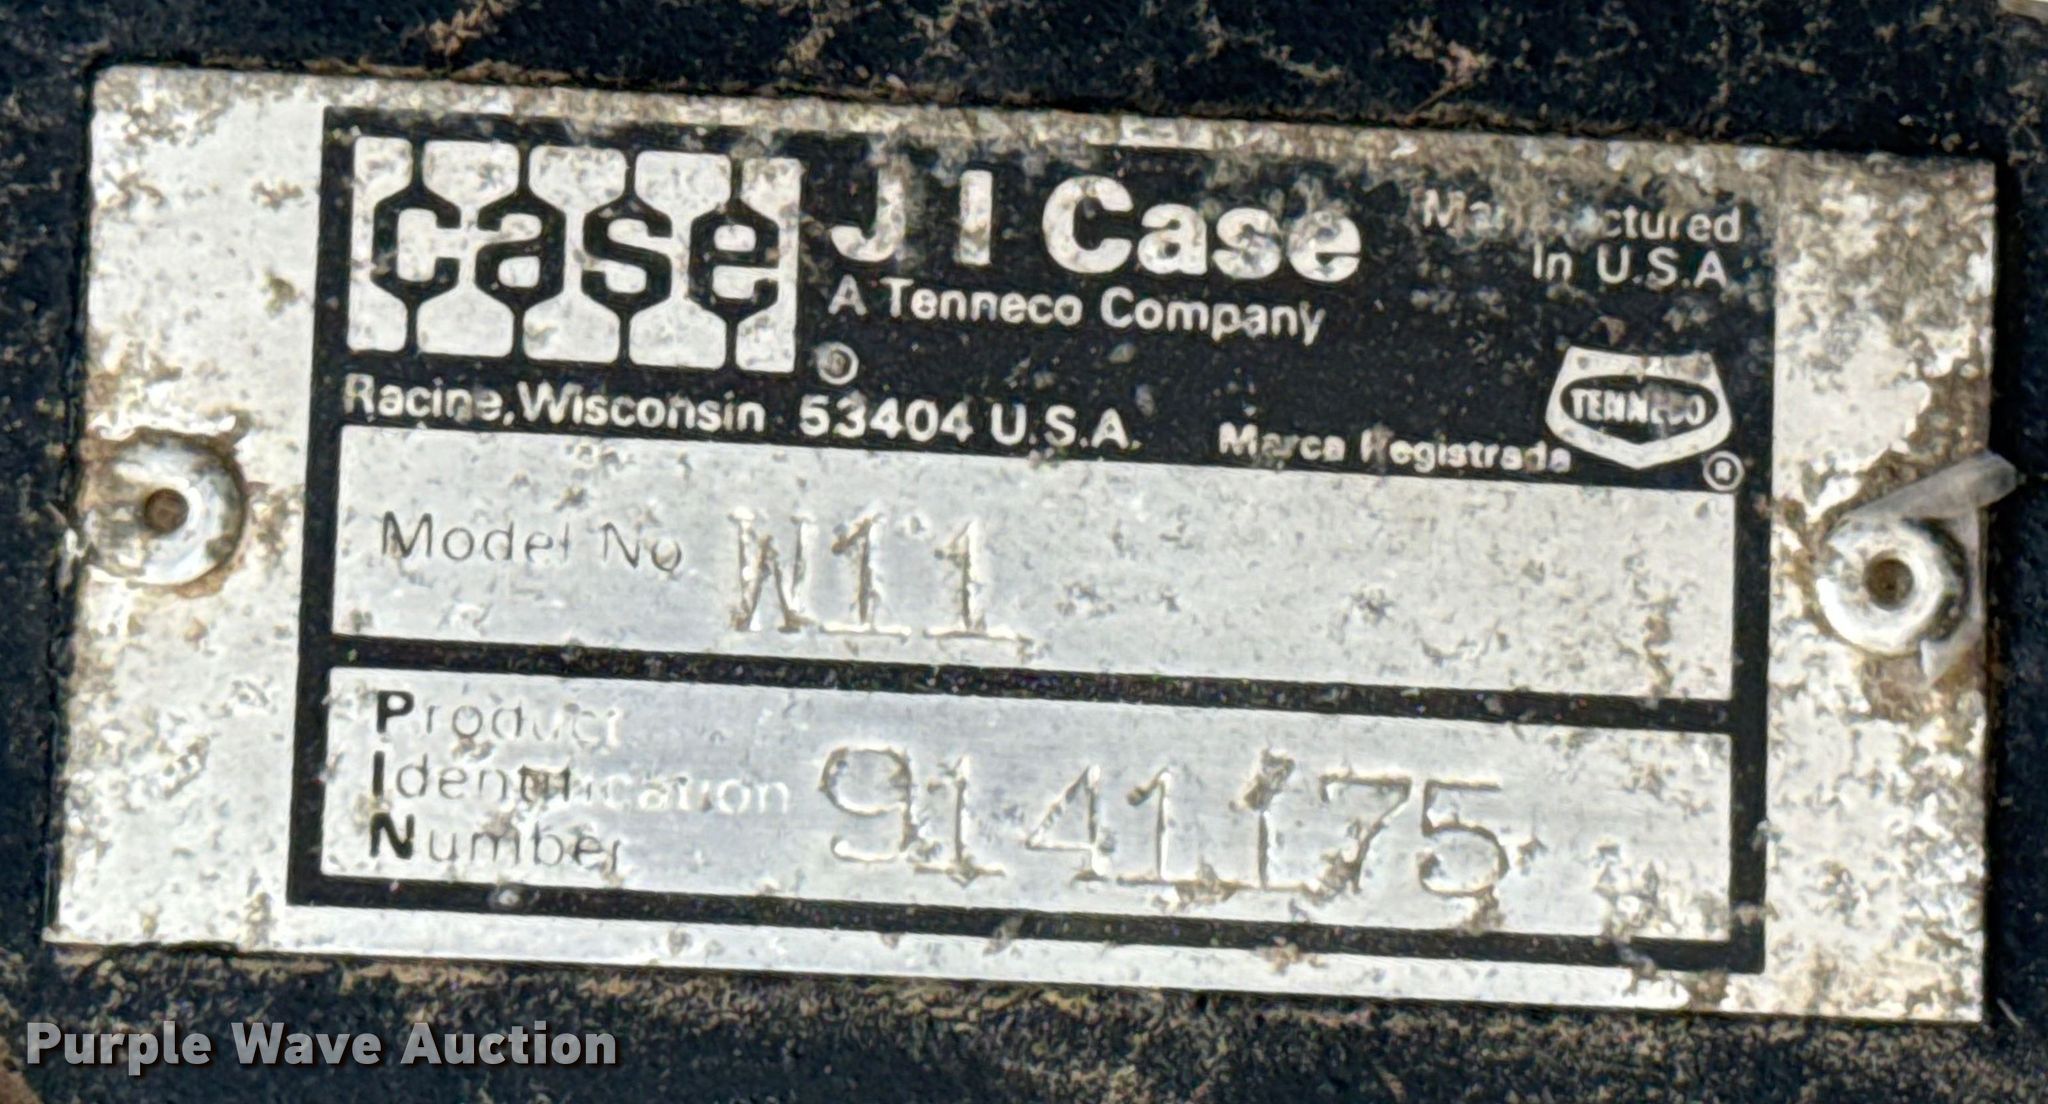 case J I Case Manufactured
In U.S.A
A Tenneco Company
®
Racine, Wisconsin 53404 U.S.A. Marca Registrada TENNECO ®
Model No W11
Product
Identification 9141175
Number
Purple Wave Auction